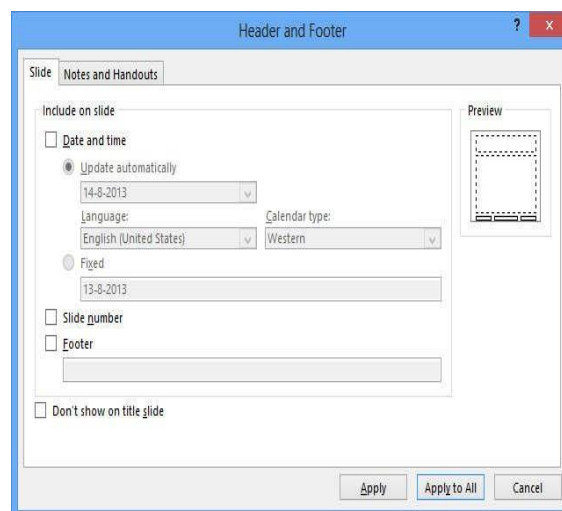 Header and Footer
? X
Slide Notes and Handouts
Include on slide
Preview
Date and time
Update automatically
14-8-2013
Language: Calendar type:
English (United States) Western
Fixed
13-8-2013
Slide number
Footer
Don't show on title slide
Apply Apply to All Cancel